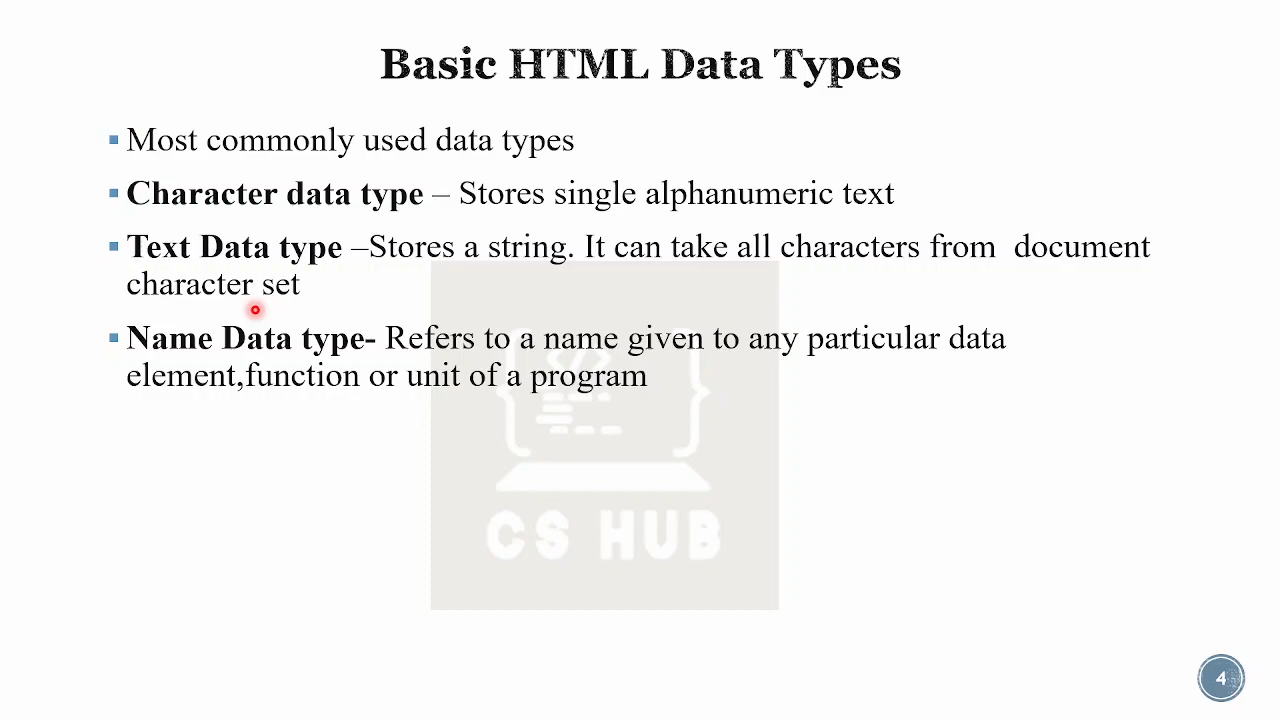 Basic HTML Data Types
Most commonly used data types
Character data type – Stores single alphanumeric text
Text Data type –Stores a string. It can take all characters from  document
character set
Name Data type- Refers to a name given to any particular data
element,function or unit of a program
CS HUB
4